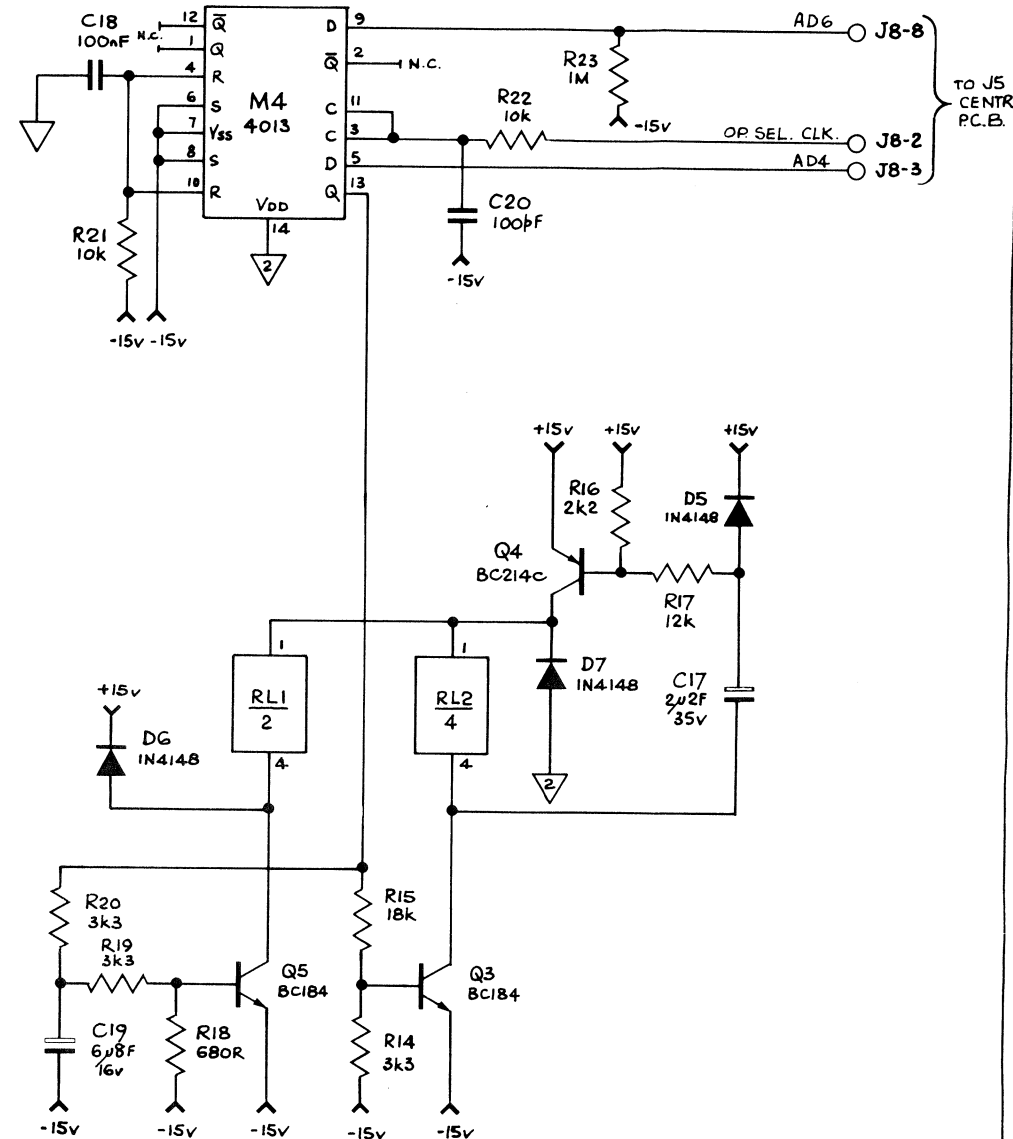 C18
100nF
N.C.
12 Q̅
1 Q
4 R
6 S
7 Vss
8 S
10 R
M4
4013
VDD
14
2
D 9
Q̅ 2
N.C.
C 11
C 3
D 5
Q 13
AD6
J8-8
R23
1M
-15v
R22
10k
OP. SEL. CLK.
J8-2
AD4
J8-3
TO J5
CENTR
P.C.B.
C20
100pF
-15v
R21
10k
-15v -15v
+15v +15v +15v
R16
2k2
D5
1N4148
Q4
BC214C
R17
12k
1
RL1
2
4
1
RL2
4
4
D7
1N4148
2
C17
2µ2F
35v
+15v
D6
1N4148
R20
3k3
R19
3k3
R15
18k
Q5
BC184
Q3
BC184
C19
6µ8F
16v
R18
680R
R14
3k3
-15v -15v -15v -15v -15v